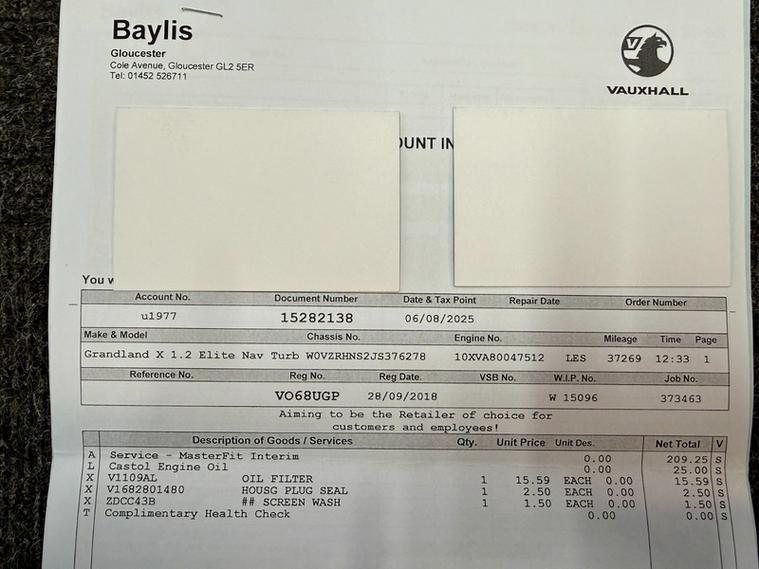 Baylis
Gloucester
Cole Avenue, Gloucester GL2 5ER
Tel: 01452 526711
V
VAUXHALL
OUNT IN
You w
Account No. Document Number Date & Tax Point Repair Date Order Number
u1977 15282138 06/08/2025
Make & Model Chassis No. Engine No. Mileage Time Page
Grandland X 1.2 Elite Nav Turb W0VZRHNS2JS376278 10XVA80047512 LES 37269 12:33 1
Reference No. Reg No. Reg Date. VSB No. W.I.P. No. Job No.
VO68UGP 28/09/2018 W 15096 373463
Aiming to be the Retailer of choice for
customers and employees!
Description of Goods / Services Qty. Unit Price Unit Des. Net Total V
A Service - MasterFit Interim 0.00 209.25 S
L Castol Engine Oil 0.00 25.00 S
X V1109AL OIL FILTER 1 15.59 EACH 0.00 15.59 S
X V1682801480 HOUSG PLUG SEAL 1 2.50 EACH 0.00 2.50 S
X ZDCC43B ## SCREEN WASH 1 1.50 EACH 0.00 1.50 S
T Complimentary Health Check 0.00 0.00 S